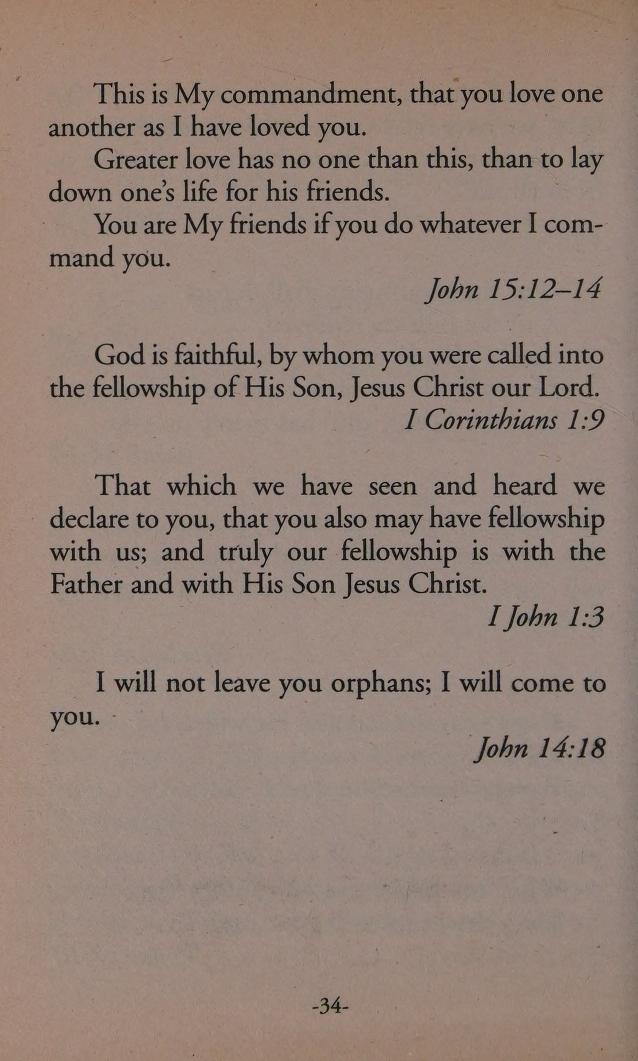 This is My commandment, that you love one
another as I have loved you.
Greater love has no one than this, than to lay
down one's life for his friends.
You are My friends if you do whatever I com-
mand you.
John 15:12–14
God is faithful, by whom you were called into
the fellowship of His Son, Jesus Christ our Lord.
I Corinthians 1:9
That which we have seen and heard we
declare to you, that you also may have fellowship
with us; and truly our fellowship is with the
Father and with His Son Jesus Christ.
I John 1:3
I will not leave you orphans; I will come to
you.
John 14:18
-34-